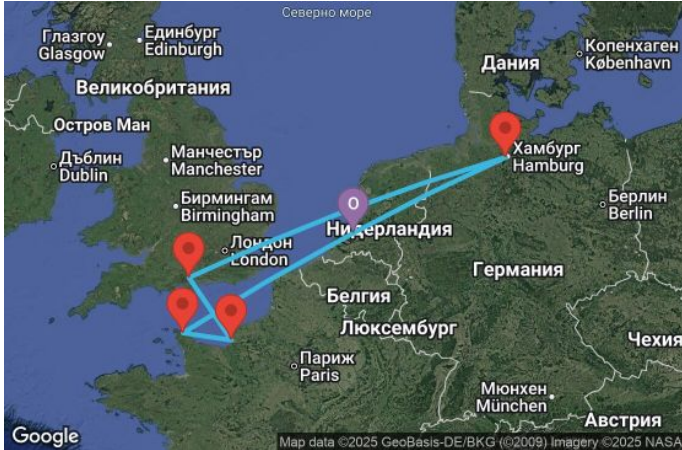 Северно море
Глазгоу
Glasgow
Единбург
Edinburgh
Копенхаген
København
Дания
Великобритания
Остров Ман
Дъблин
Dublin
Манчестър
Manchester
Хамбург
Hamburg
Бирмингам
Birmingham
Берлин
Berlin
O
Нидерландия
Лондон
London
Германия
Белгия
Люксембург
Чехия
Париж
Paris
Мюнхен
München
Австрия
Google
Map data ©2025 GeoBasis-DE/BKG (©2009) Imagery ©2025 NASA